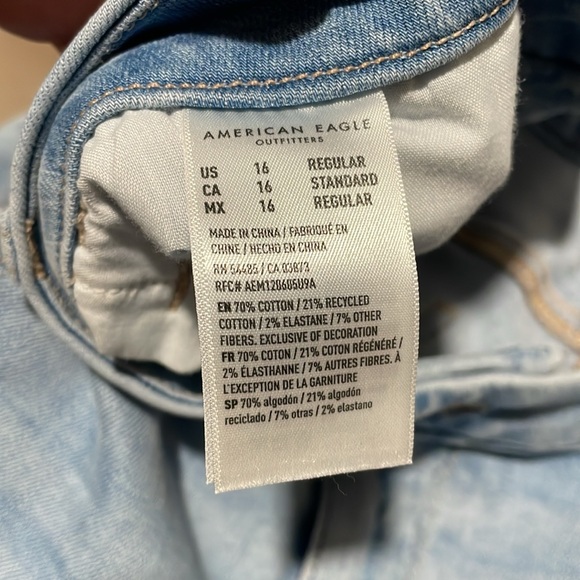 AMERICAN EAGLE
OUTFITTERS
US 16 REGULAR
CA 16 STANDARD
MX 16 REGULAR
MADE IN CHINA / FABRIQUÉ EN
CHINE / HECHO EN CHINA
RN 54485 / CA 03873
RFC# AEM120605U9A
EN 70% COTTON / 21% RECYCLED
COTTON / 2% ELASTANE / 7% OTHER
FIBERS. EXCLUSIVE OF DECORATION
FR 70% COTON / 21% COTON RÉGÉNÉRÉ /
2% ÉLASTHANNE / 7% AUTRES FIBRES. À
L'EXCEPTION DE LA GARNITURE
SP 70% algodón / 21% algodón
reciclado / 7% otras / 2% elastano